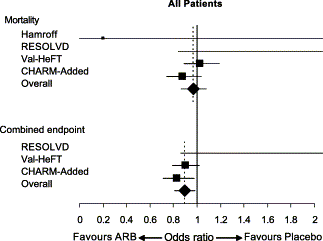 All Patients
Mortality
Hamroff
RESOLVD
Val-HeFT
CHARM-Added
Overall
Combined endpoint
RESOLVD
Val-HeFT
CHARM-Added
Overall
0 0.2 0.4 0.6 0.8 1 1.2 1.4 1.6 1.8 2
Favours ARB Odds ratio Favours Placebo